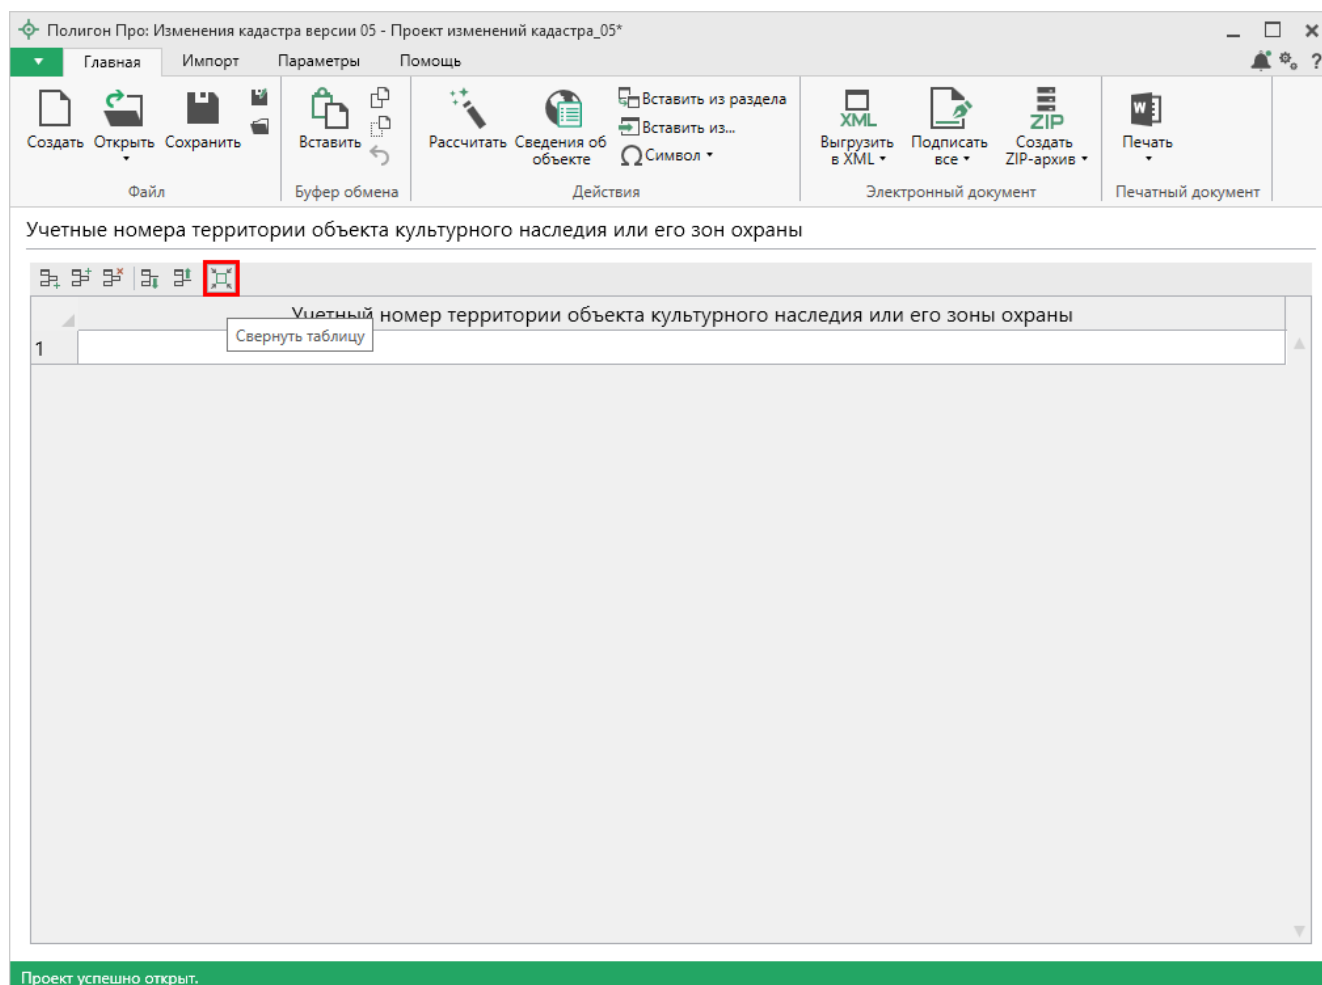 Полигон Про: Изменения кадастра версии 05 - Проект изменений кадастра_05*
Главная Импорт Параметры Помощь
?
Создать Открыть Сохранить
Файл
Вставить
Буфер обмена
Рассчитать Сведения об объекте
Вставить из раздела
Вставить из...
Символ
Действия
XML
Выгрузить
в XML
Подписать
все
ZIP
Создать
ZIP-архив
Электронный документ
W
Печать
Печатный документ
Учетные номера территории объекта культурного наследия или его зон охраны
Учетный номер территории объекта культурного наследия или его зоны охраны
Свернуть таблицу
1
Проект успешно открыт.